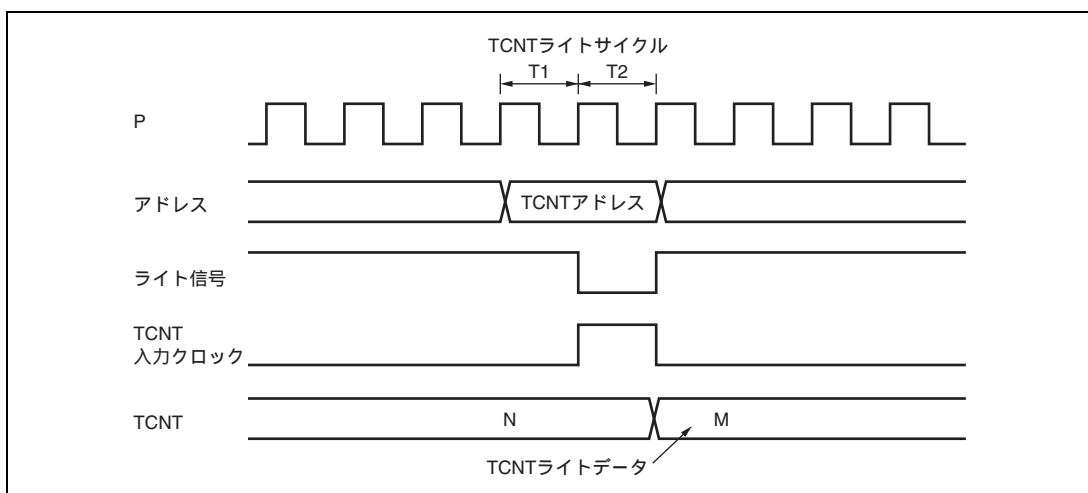 TCNTライトサイクル
T1 T2
P
アドレス
TCNTアドレス
ライト信号
TCNT
入力クロック
TCNT
N
M
TCNTライトデータ